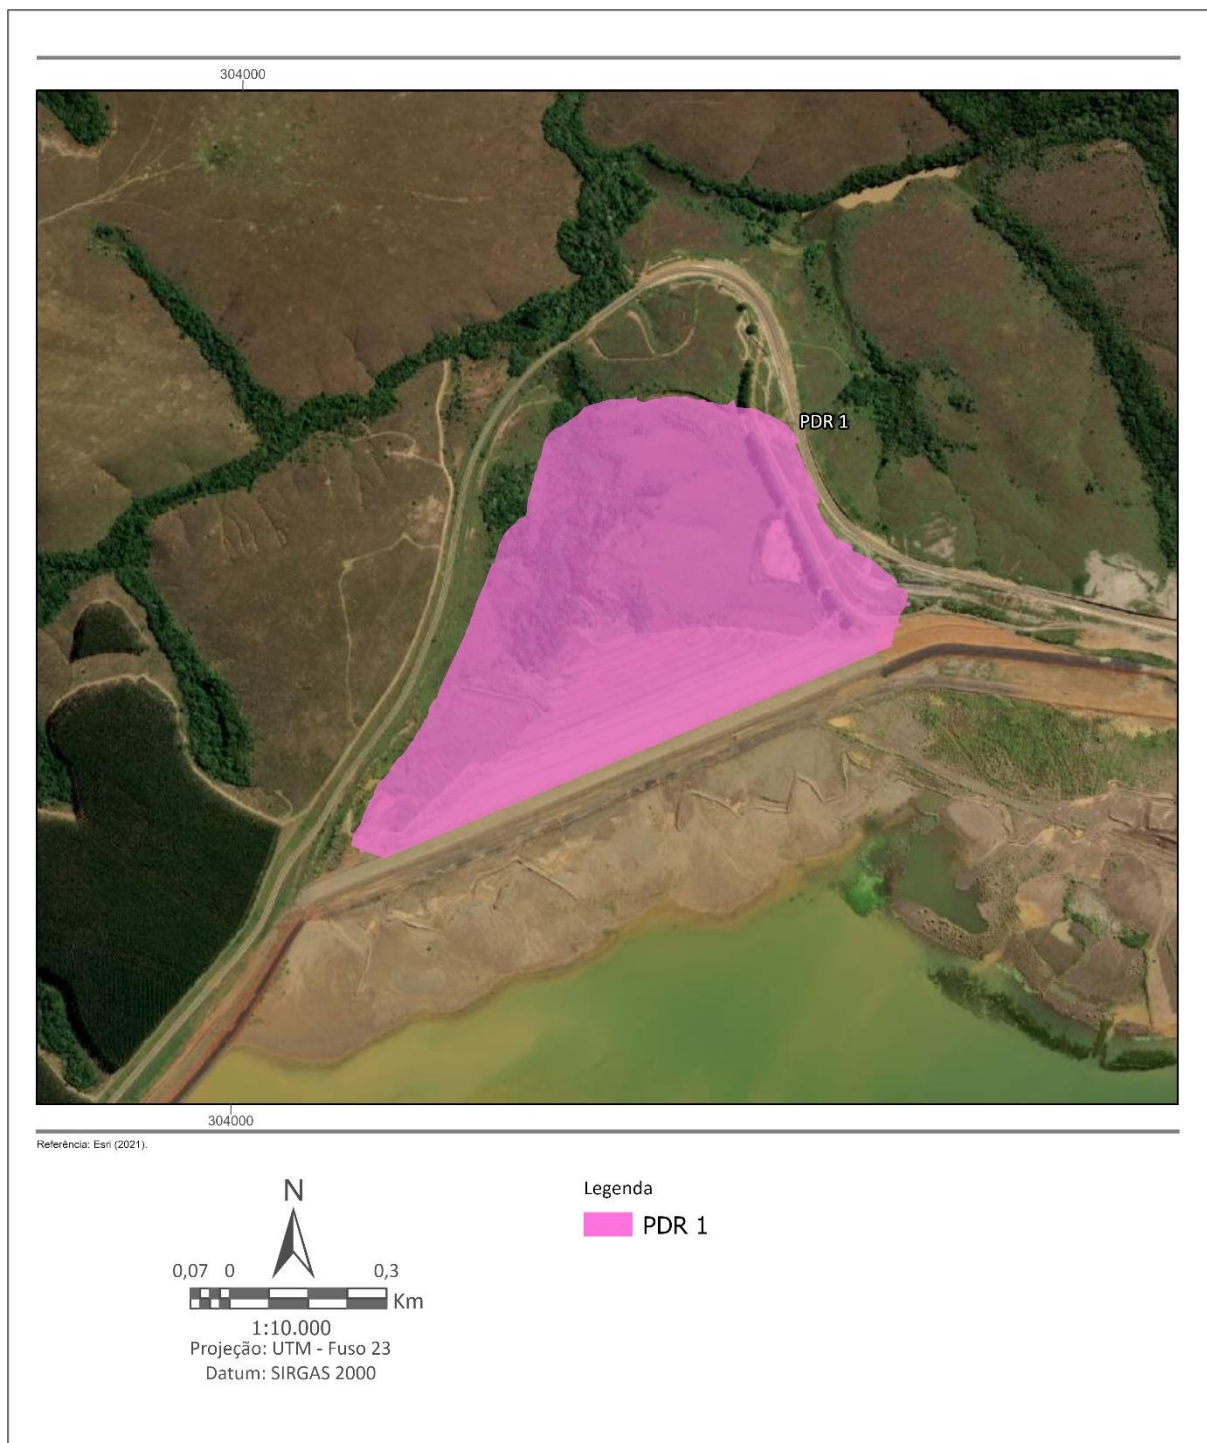 304000
PDR 1
304000
Referência: Esri (2021).
N
0,07 0 0,3
Km
1:10.000
Projeção: UTM - Fuso 23
Datum: SIRGAS 2000
Legenda
PDR 1